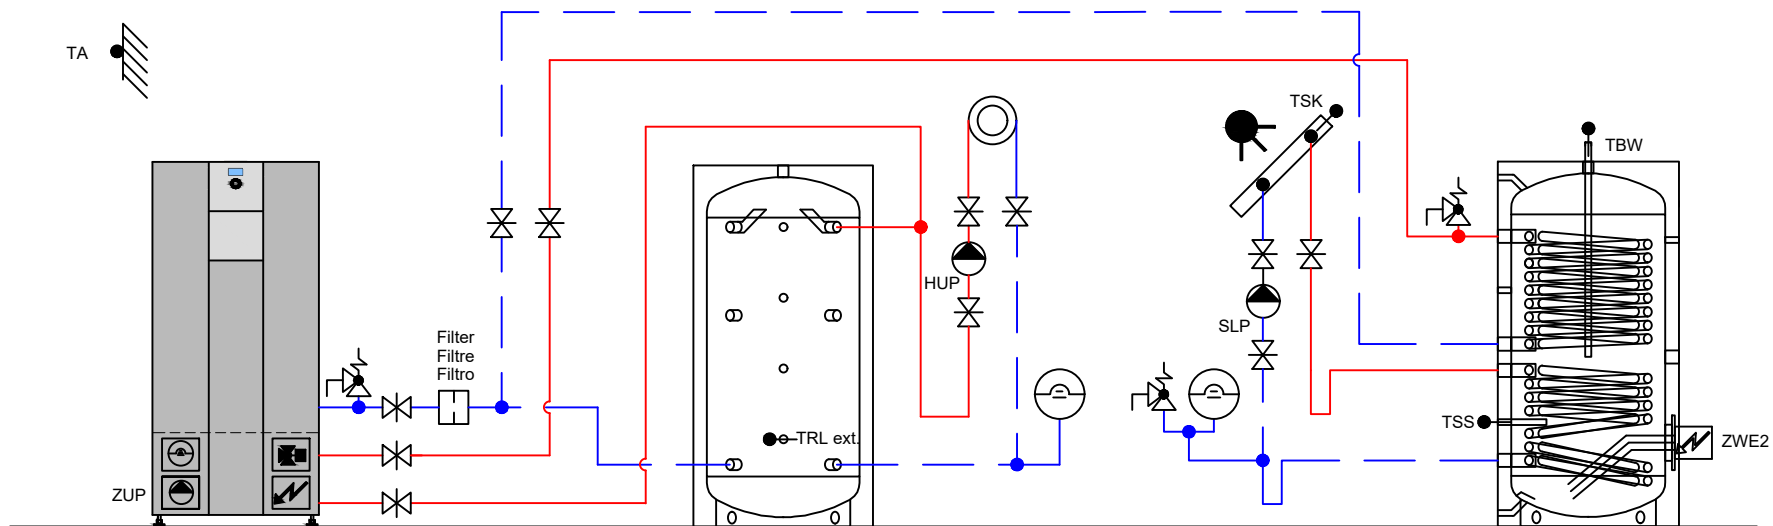 TA
TSK
TBW
HUP
SLP
Filter
Filtre
Filtro
TSS
TRL ext.
ZWE2
ZUP